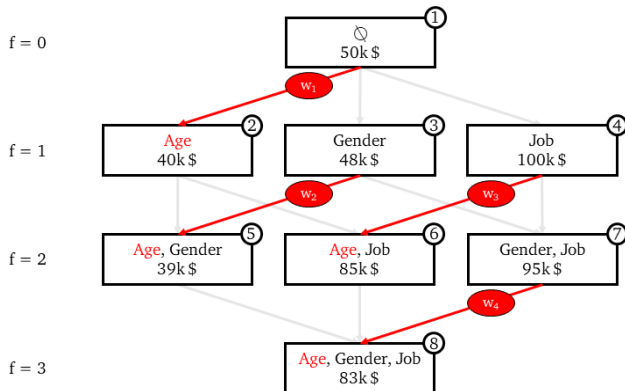 f = 0
1
∅
50k $
w₁
f = 1
Age
40k $
2
Gender
48k $
3
Job
100k $
4
w₂
w₃
f = 2
Age, Gender
39k $
5
Age, Job
85k $
6
Gender, Job
95k $
7
w₄
f = 3
Age, Gender, Job
83k $
8